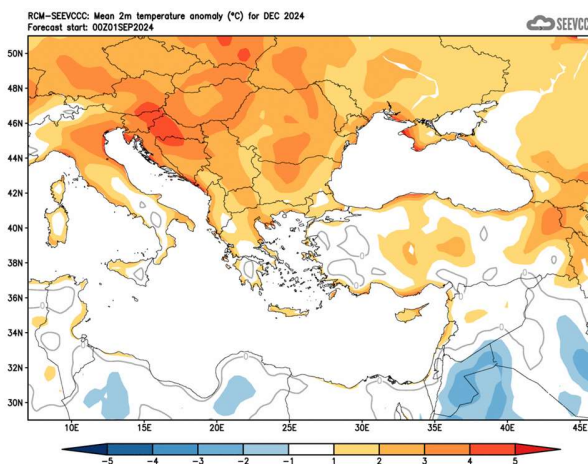 RCM-SEEVCCC: Mean 2m temperature anomaly (°C) for DEC 2024
Forecast start: 00Z01SEP2024
SEEVCC
50N
48N
46N
44N
42N
40N
38N
36N
34N
32N
30N
10E 15E 20E 25E 30E 35E 40E 45E
-5 -4 -3 -2 -1 1 2 3 4 5